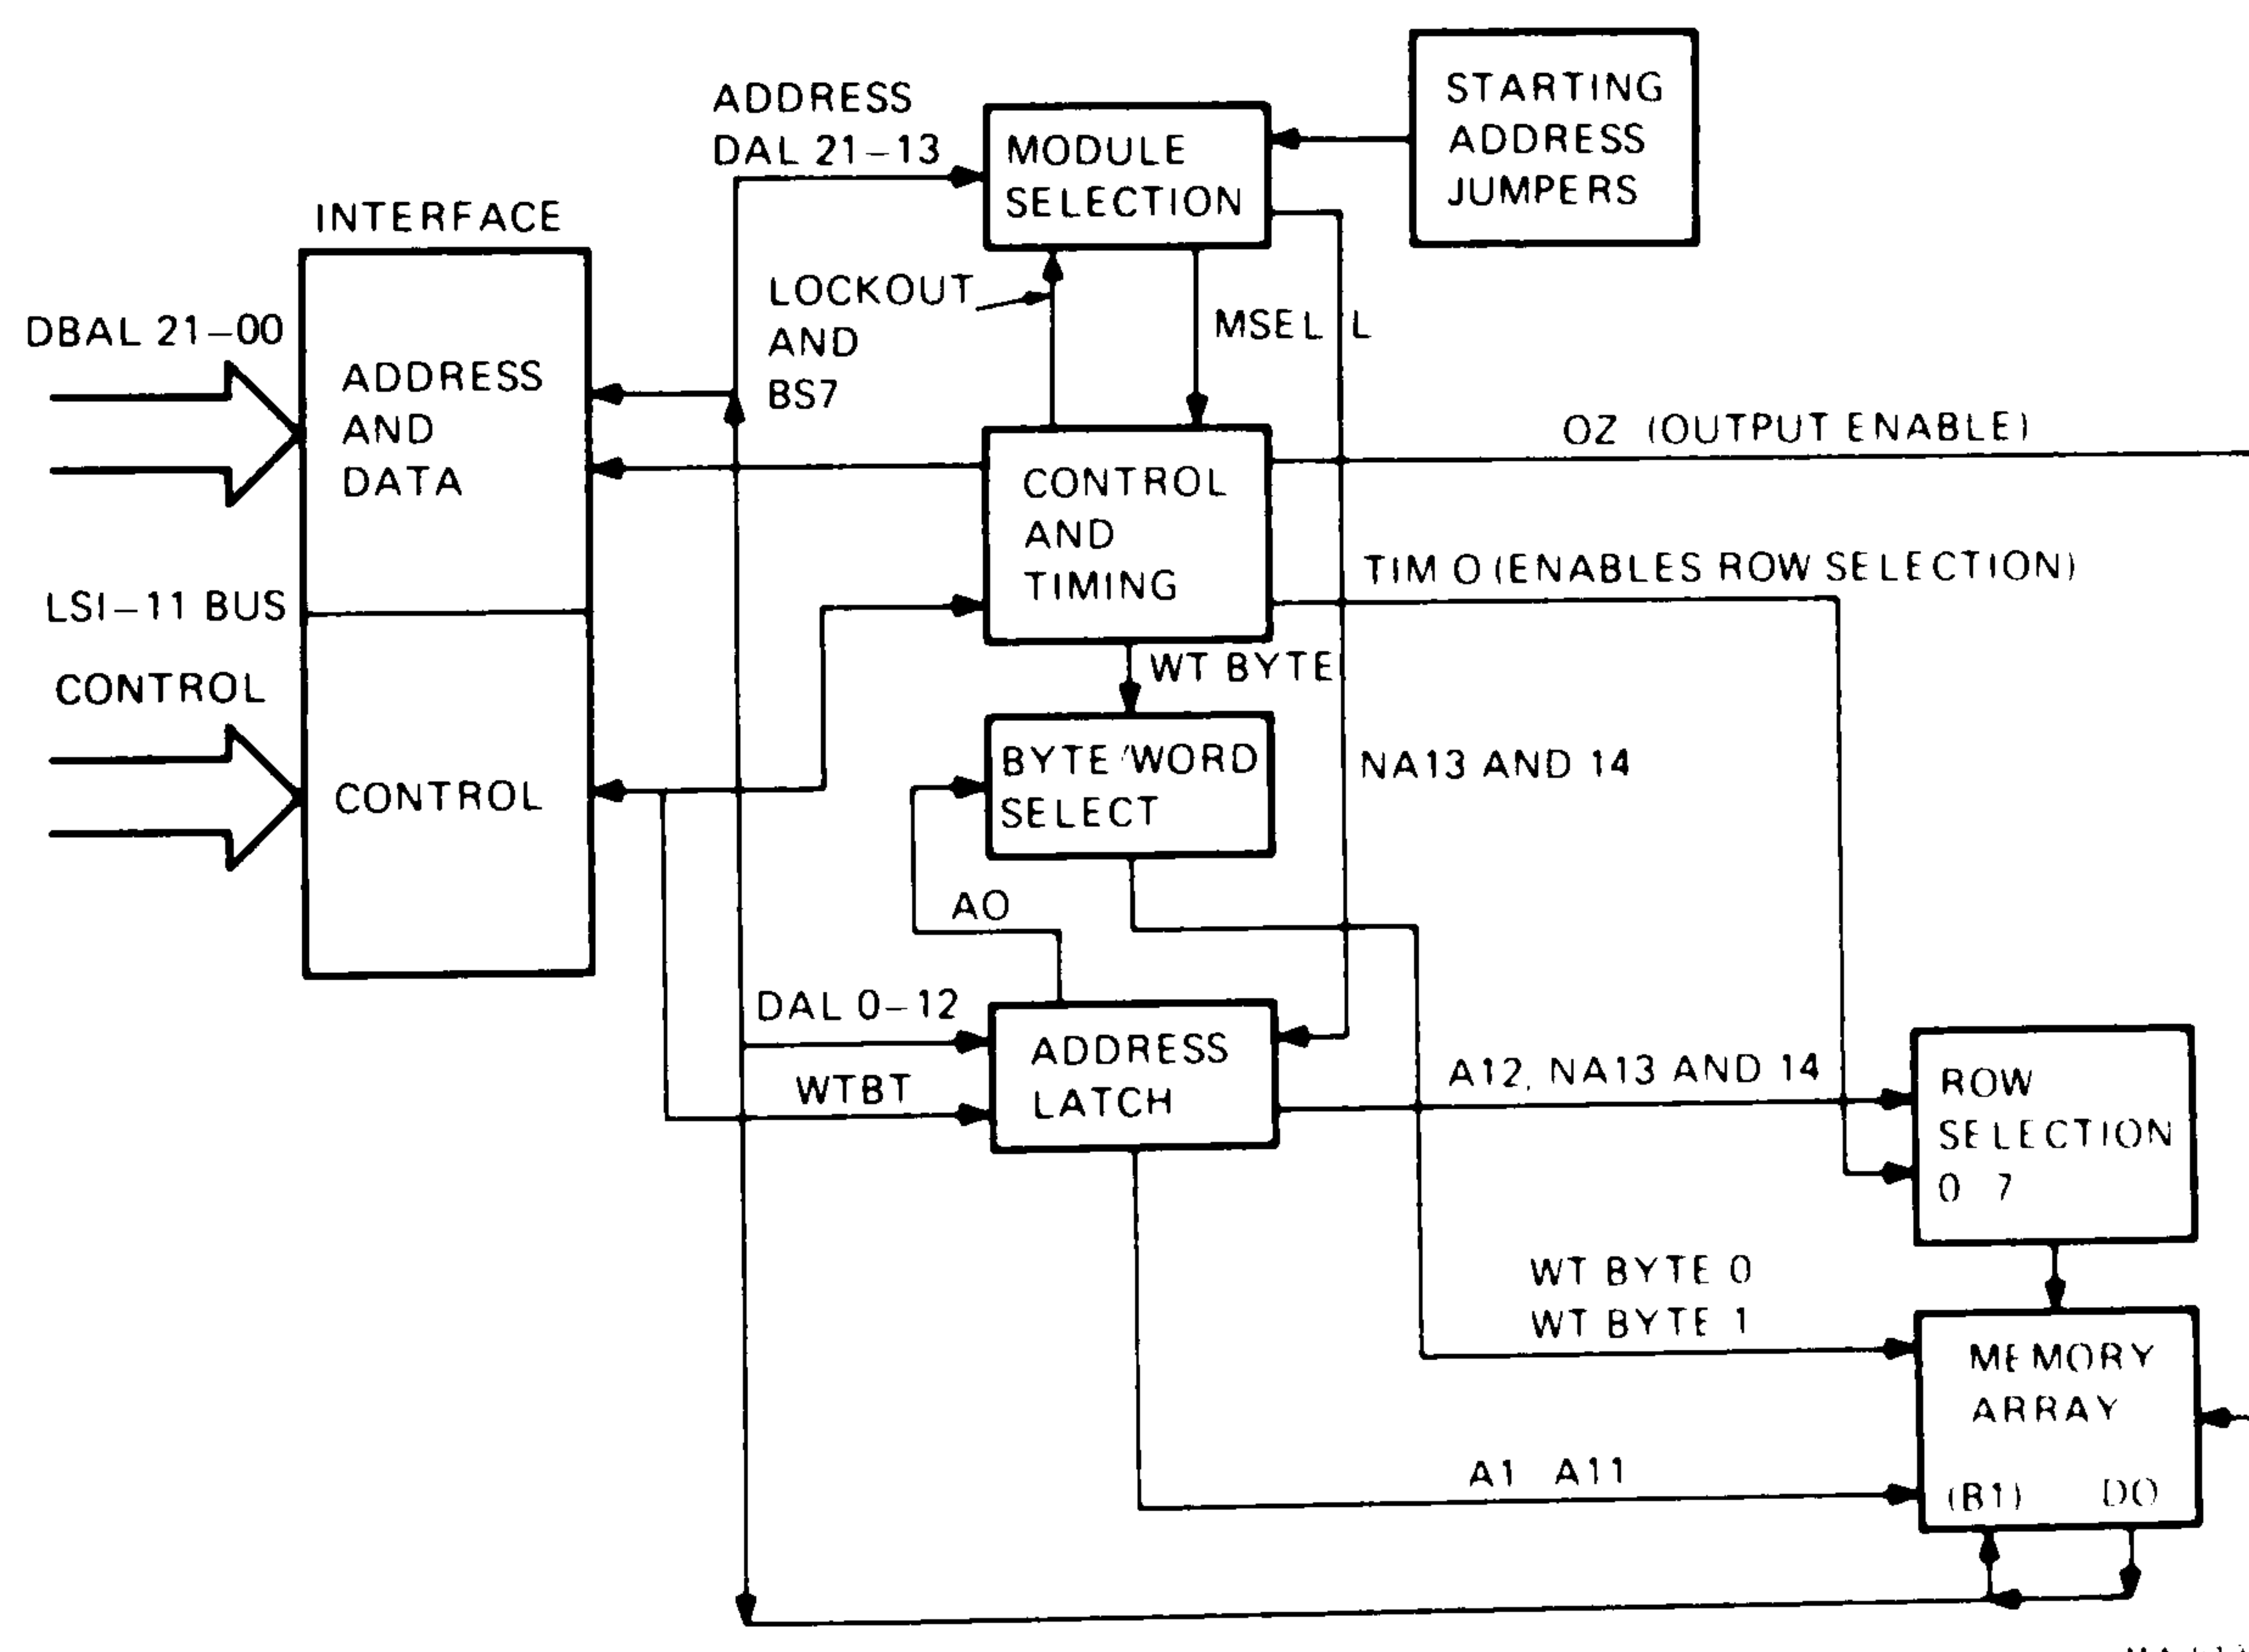 STARTING
ADDRESS
JUMPERS
ADDRESS
DAL 21–13
MODULE
SELECTION
INTERFACE
LOCKOUT
AND
BS7
MSEL L
DBAL 21–00
ADDRESS
AND
DATA
OZ (OUTPUT ENABLE)
CONTROL
AND
TIMING
TIM O (ENABLES ROW SELECTION)
LSI–11 BUS
WT BYTE
CONTROL
BYTE/WORD
SELECT
NA13 AND 14
CONTROL
AO
DAL 0–12
ADDRESS
LATCH
WTBT
A12, NA13 AND 14
ROW
SELECTION
0 7
WT BYTE 0
WT BYTE 1
MEMORY
ARRAY
A1 A11
(B1) DO